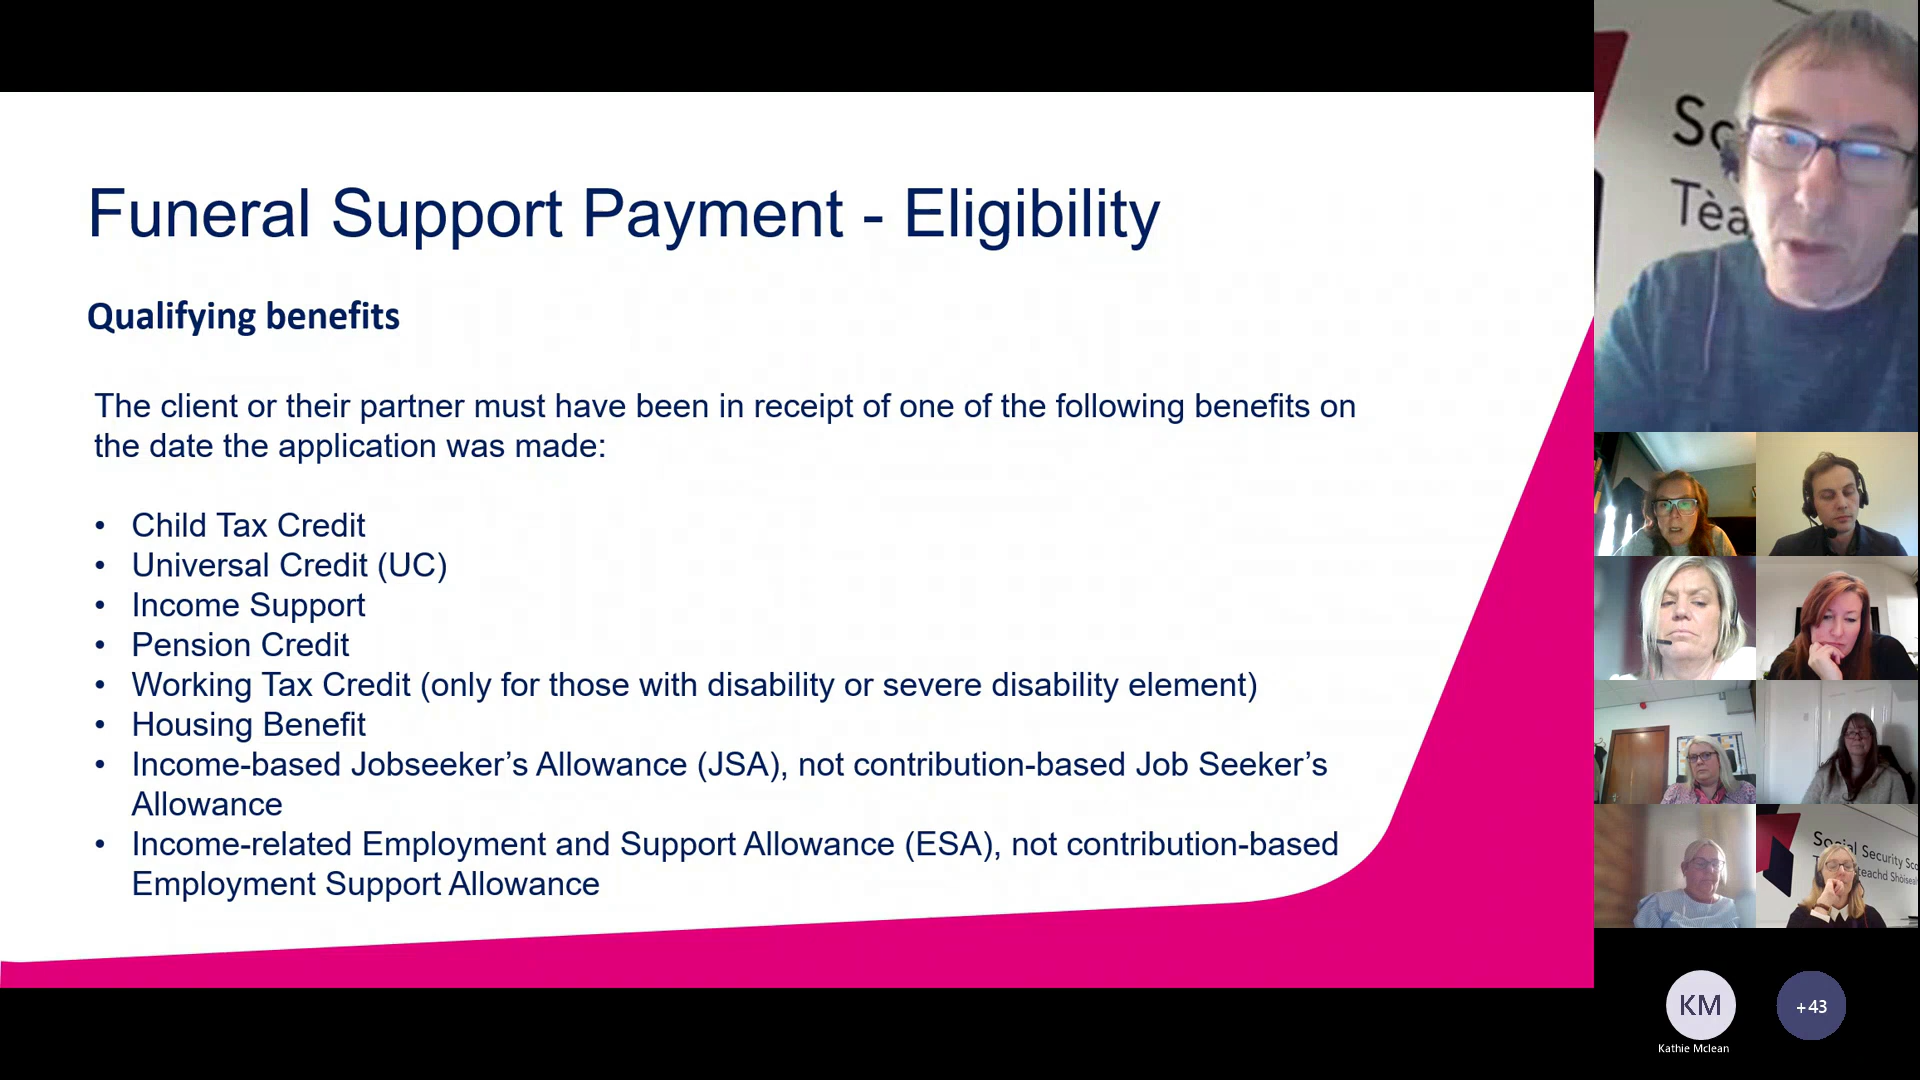 Funeral Support Payment - Eligibility
Qualifying benefits
The client or their partner must have been in receipt of one of the following benefits on
the date the application was made:
• Child Tax Credit
• Universal Credit (UC)
• Income Support
• Pension Credit
• Working Tax Credit (only for those with disability or severe disability element)
• Housing Benefit
• Income-based Jobseeker’s Allowance (JSA), not contribution-based Job Seeker’s
Allowance
• Income-related Employment and Support Allowance (ESA), not contribution-based
Employment Support Allowance
Social Security
KM
+43
Kathie Mclean